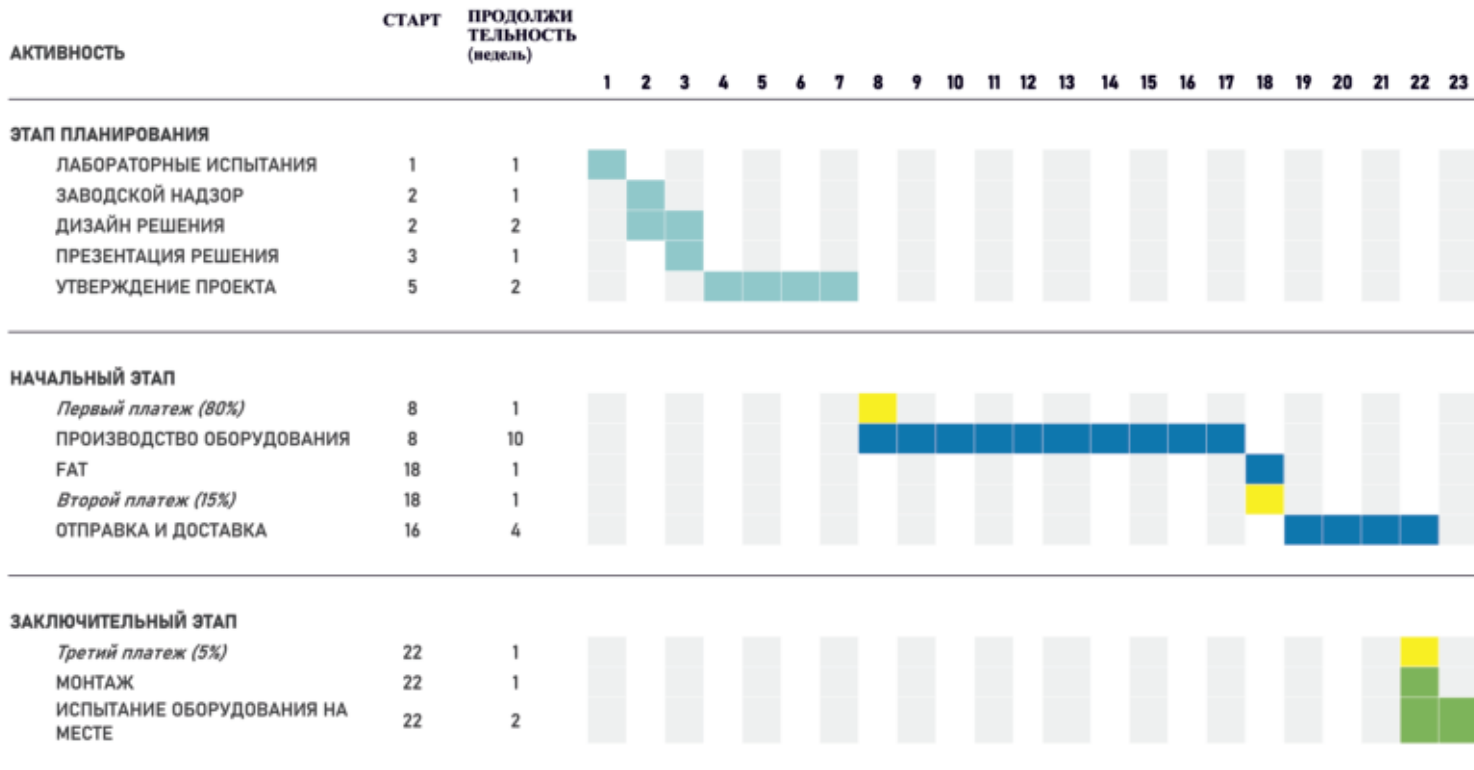 СТАРТ ПРОДОЛЖИ
ТЕЛЬНОСТЬ
АКТИВНОСТЬ (недель)
1 2 3 4 5 6 7 8 9 10 11 12 13 14 15 16 17 18 19 20 21 22 23
ЭТАП ПЛАНИРОВАНИЯ
ЛАБОРАТОРНЫЕ ИСПЫТАНИЯ 1 1
ЗАВОДСКОЙ НАДЗОР 2 1
ДИЗАЙН РЕШЕНИЯ 2 2
ПРЕЗЕНТАЦИЯ РЕШЕНИЯ 3 1
УТВЕРЖДЕНИЕ ПРОЕКТА 5 2
НАЧАЛЬНЫЙ ЭТАП
Первый платеж (80%) 8 1
ПРОИЗВОДСТВО ОБОРУДОВАНИЯ 8 10
FAT 18 1
Второй платеж (15%) 18 1
ОТПРАВКА И ДОСТАВКА 16 4
ЗАКЛЮЧИТЕЛЬНЫЙ ЭТАП
Третий платеж (5%) 22 1
МОНТАЖ 22 1
ИСПЫТАНИЕ ОБОРУДОВАНИЯ НА
МЕСТЕ 22 2